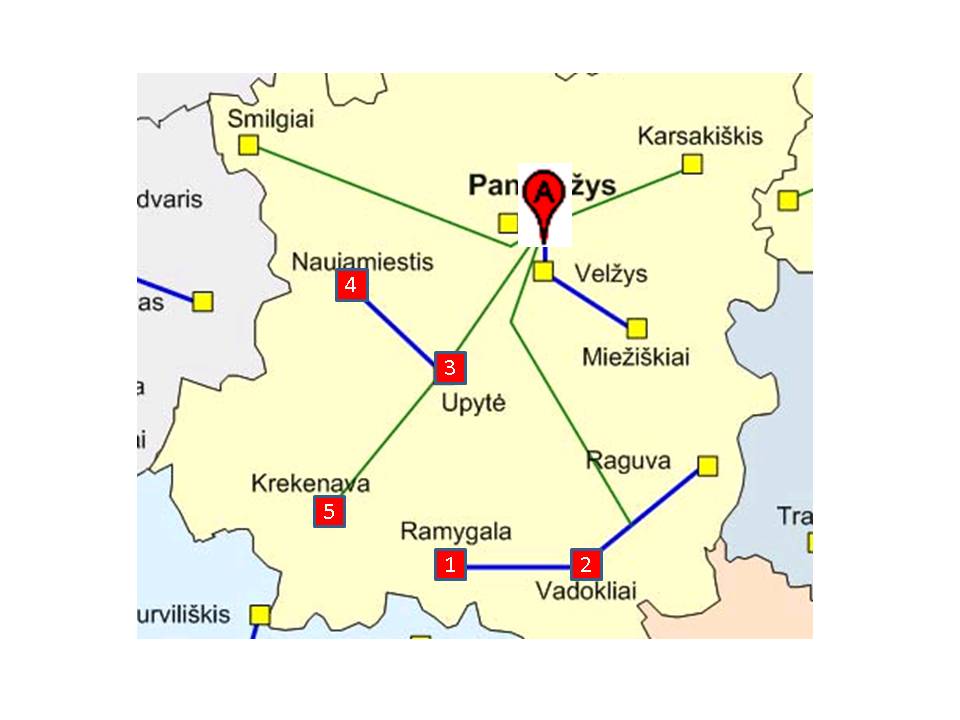 Smilgiai
Karsakiškis
Pan
A
žys
dvaris
Naujamiestis
4
Velžys
as
Miežiškiai
3
Upytė
Raguva
Krekenava
5
Ramygala
1
2
Vadokliai
Tra
urviliškis